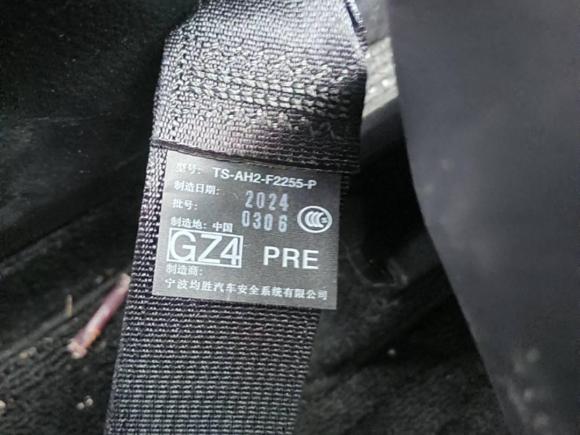 型号: TS-AH2-F2255-P
制造日期: 2024
批号: 0306
制造地: 中国
CCC
GZ4 PRE
制造商:
宁波均胜汽车安全系统有限公司